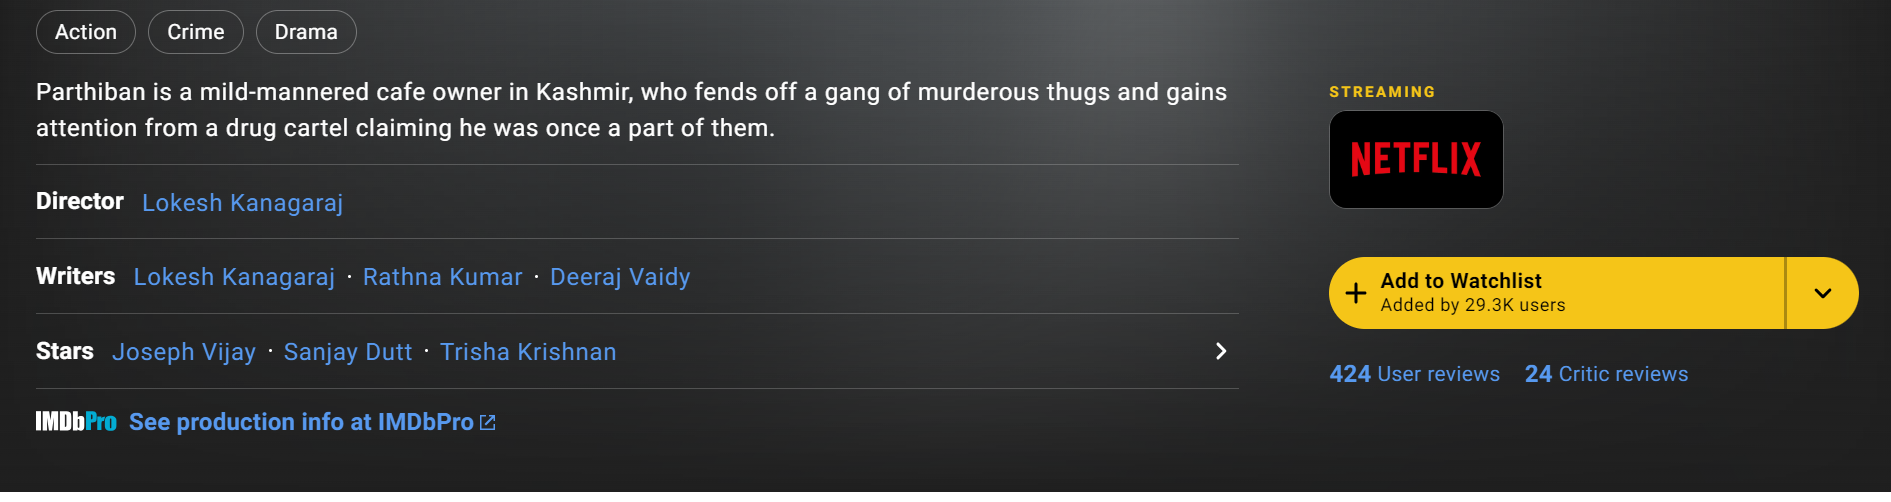 Action Crime Drama
Parthiban is a mild-mannered cafe owner in Kashmir, who fends off a gang of murderous thugs and gains
attention from a drug cartel claiming he was once a part of them.
Director Lokesh Kanagaraj
Writers Lokesh Kanagaraj · Rathna Kumar · Deeraj Vaidy
Stars Joseph Vijay · Sanjay Dutt · Trisha Krishnan
IMDbPro See production info at IMDbPro
STREAMING
NETFLIX
Add to Watchlist
Added by 29.3K users
424 User reviews 24 Critic reviews